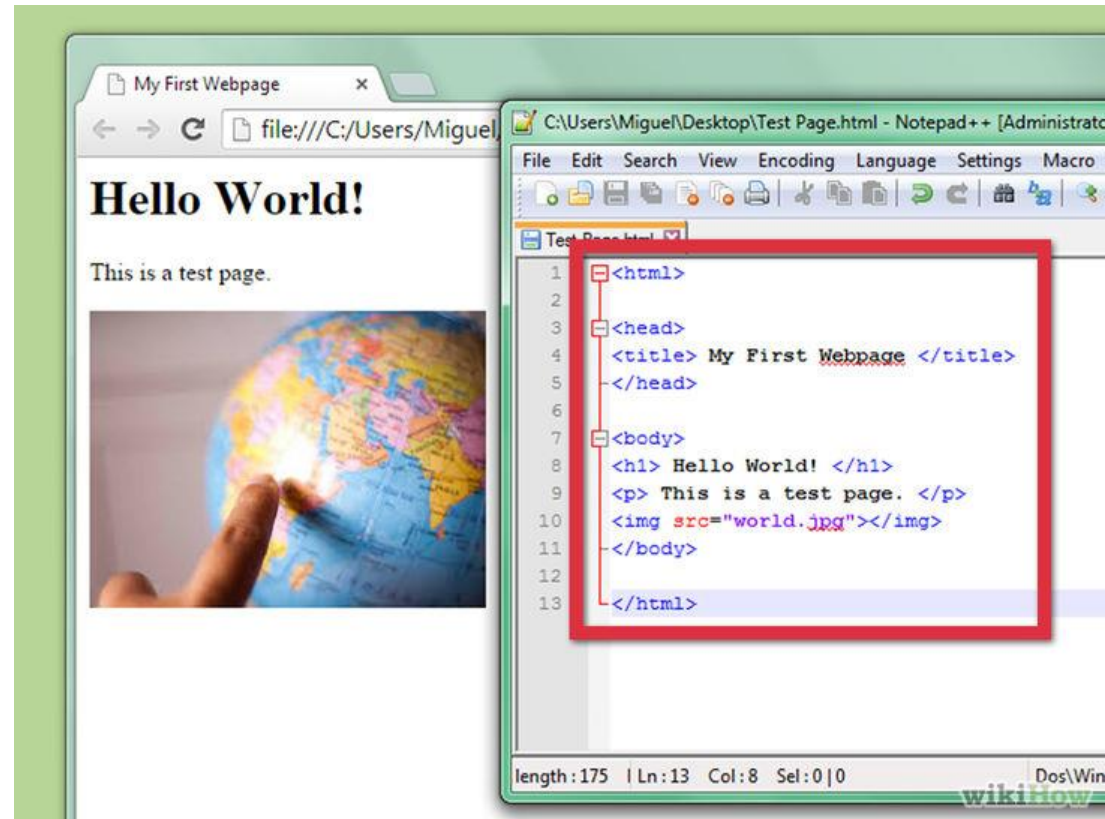 My First Webpage
file:///C:/Users/Miguel
Hello World!
This is a test page.
C:\Users\Miguel\Desktop\Test Page.html - Notepad++ [Administrato
File Edit Search View Encoding Language Settings Macro
Test Page.html
1 <html>
2
3 <head>
4 <title> My First Webpage </title>
5 </head>
6
7 <body>
8 <h1> Hello World! </h1>
9 <p> This is a test page. </p>
10 <img src="world.jpg"></img>
11 </body>
12
13 </html>
length : 175 Ln : 13 Col : 8 Sel : 0 | 0 Dos\Win
wikiHow